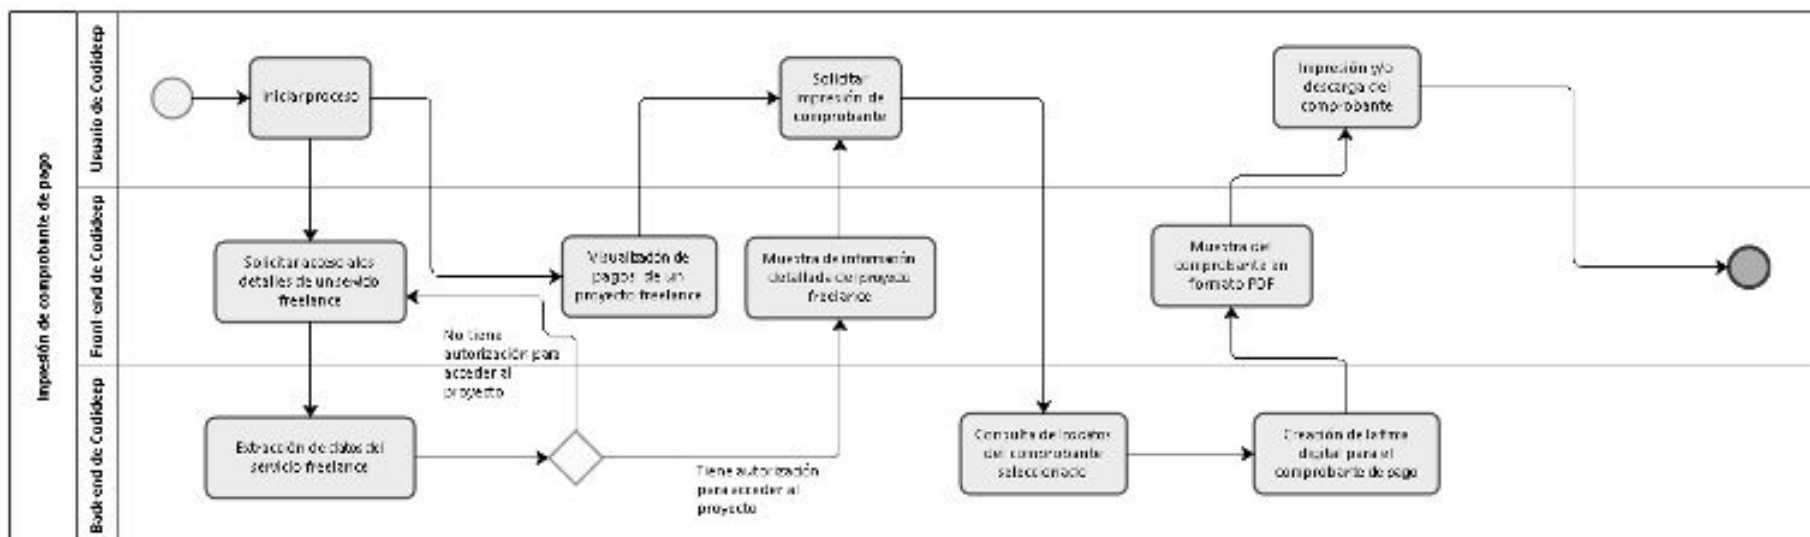 Impresión de comprobante de pago
Usuario de Codideep
Iniciar proceso
Solicitar
impresión de
comprobante
Impresión y/o
descarga del
comprobante
Front-end de Codideep
Solicitar acceso a los
detalles de un servicio
freelance
Visualización de
pagos de un
proyecto freelance
Muestra de información
detallada del proyecto
freelance
Muestra del
comprobante en
formato PDF
No tiene
autorización para
acceder al
proyecto
Back-end de Codideep
Extracción de datos del
servicio freelance
Tiene autorización
para acceder al
proyecto
Consulta de los datos
del comprobante
seleccionado
Creación de la firma
digital para el
comprobante de pago